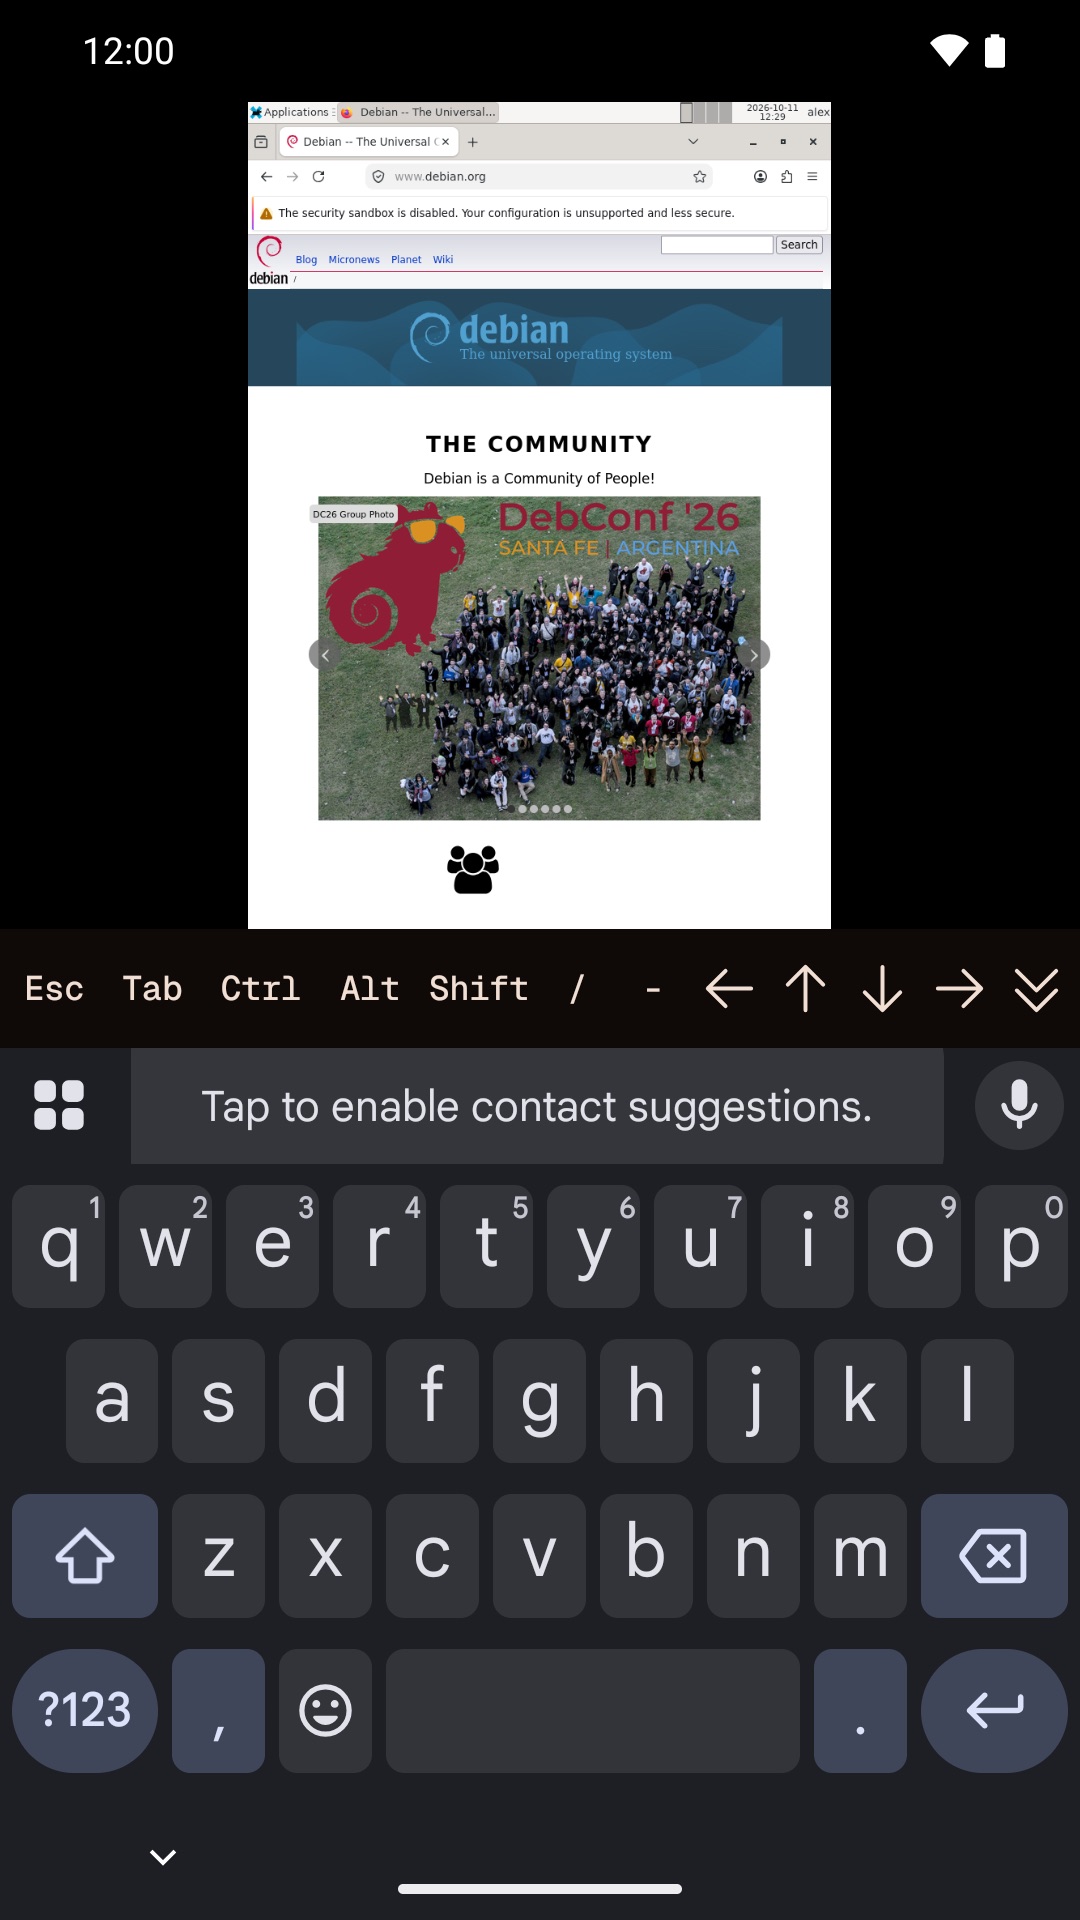 12:00
Applications
Debian -- The Universal...
2026-10-11
12:29
alex
Debian -- The Universal
www.debian.org
The security sandbox is disabled. Your configuration is unsupported and less secure.
Search
Blog Micronews Planet Wiki
debian /
debian
The universal operating system
THE COMMUNITY
Debian is a Community of People!
DC26 Group Photo
DebConf '26
SANTA FE | ARGENTINA
Esc Tab Ctrl Alt Shift / -
Tap to enable contact suggestions.
q 1 w 2 e 3 r 4 t 5 y 6 u 7 i 8 o 9 p 0
a s d f g h j k l
z x c v b n m
?123 , .